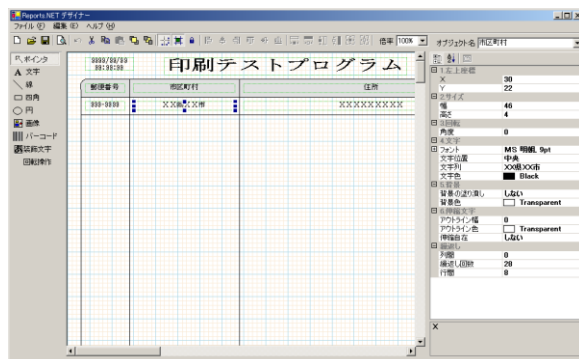 Reports.NET デザイナー
ファイル(F) 編集(E) ヘルプ(H)
倍率 100% オブジェクト名 市区町村
ポインタ
A 文字
線
四角
円
画像
バーコード
装飾文字
回転操作
9999/99/99
99:99:99
印刷テストプログラム
郵便番号 市区町村 住所
999-9999 XX県XX市 XXXXXXXXX
1.左上座標
X 30
Y 22
2.サイズ
幅 46
高さ 4
3.回転
角度 0
4.文字
フォント MS 明朝, 9pt
文字位置 中央
文字列 XX県XX市
文字色 Black
5.背景
背景の塗り潰し しない
背景色 Transparent
6.伸縮文字
アウトライン幅 0
アウトライン色 Transparent
伸縮自在 しない
繰返し
列間 0
繰返し回数 20
行間 8
X